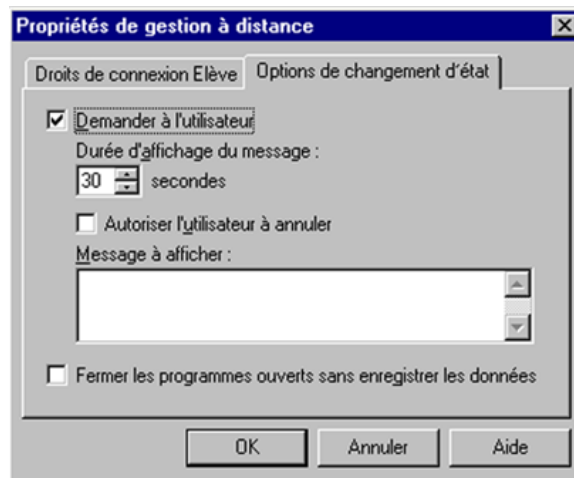 Propriétés de gestion à distance
Droits de connexion Elève
Options de changement d'état
Demander à l'utilisateur
Durée d'affichage du message :
30 secondes
Autoriser l'utilisateur à annuler
Message à afficher :
Fermer les programmes ouverts sans enregistrer les données
OK
Annuler
Aide